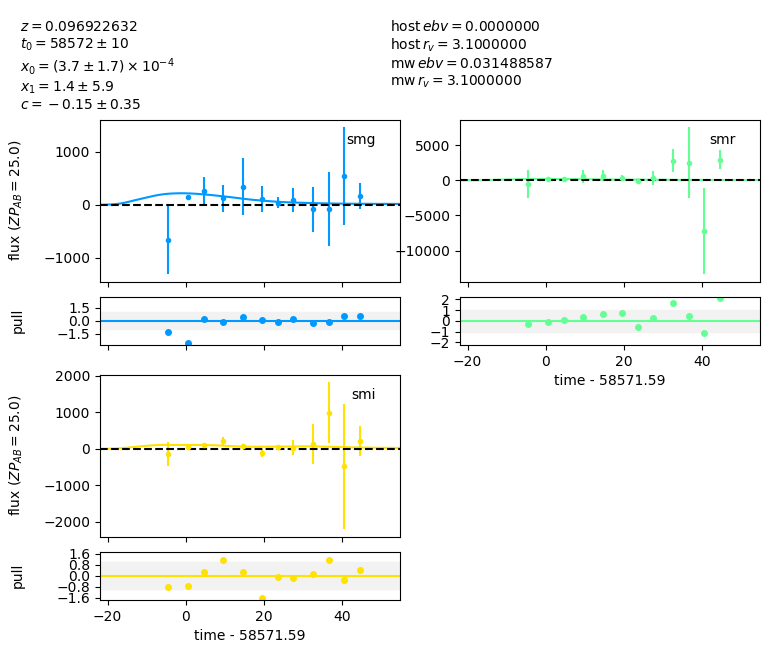 z = 0.096922632
t₀ = 58572 ± 10
x₀ = (3.7 ± 1.7) × 10⁻⁴
x₁ = 1.4 ± 5.9
c = −0.15 ± 0.35
host ebv = 0.0000000
host r_v = 3.1000000
mw ebv = 0.031488587
mw r_v = 3.1000000
flux (ZP_AB = 25.0)
1000
0
−1000
smg
5000
0
−5000
−10000
smr
pull
1.5
0.0
−1.5
2
1
0
−1
−2
−20 0 20 40
time - 58571.59
flux (ZP_AB = 25.0)
2000
1000
0
−1000
−2000
smi
pull
1.6
0.8
0.0
−0.8
−1.6
−20 0 20 40
time - 58571.59